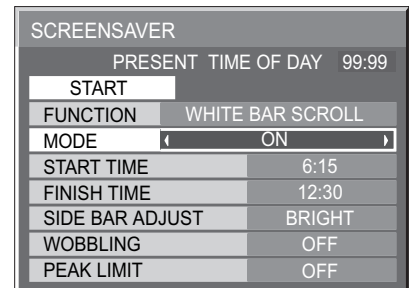 SCREENSAVER
PRESENT TIME OF DAY 99:99
START
FUNCTION WHITE BAR SCROLL
MODE ON
START TIME 6:15
FINISH TIME 12:30
SIDE BAR ADJUST BRIGHT
WOBBLING OFF
PEAK LIMIT OFF